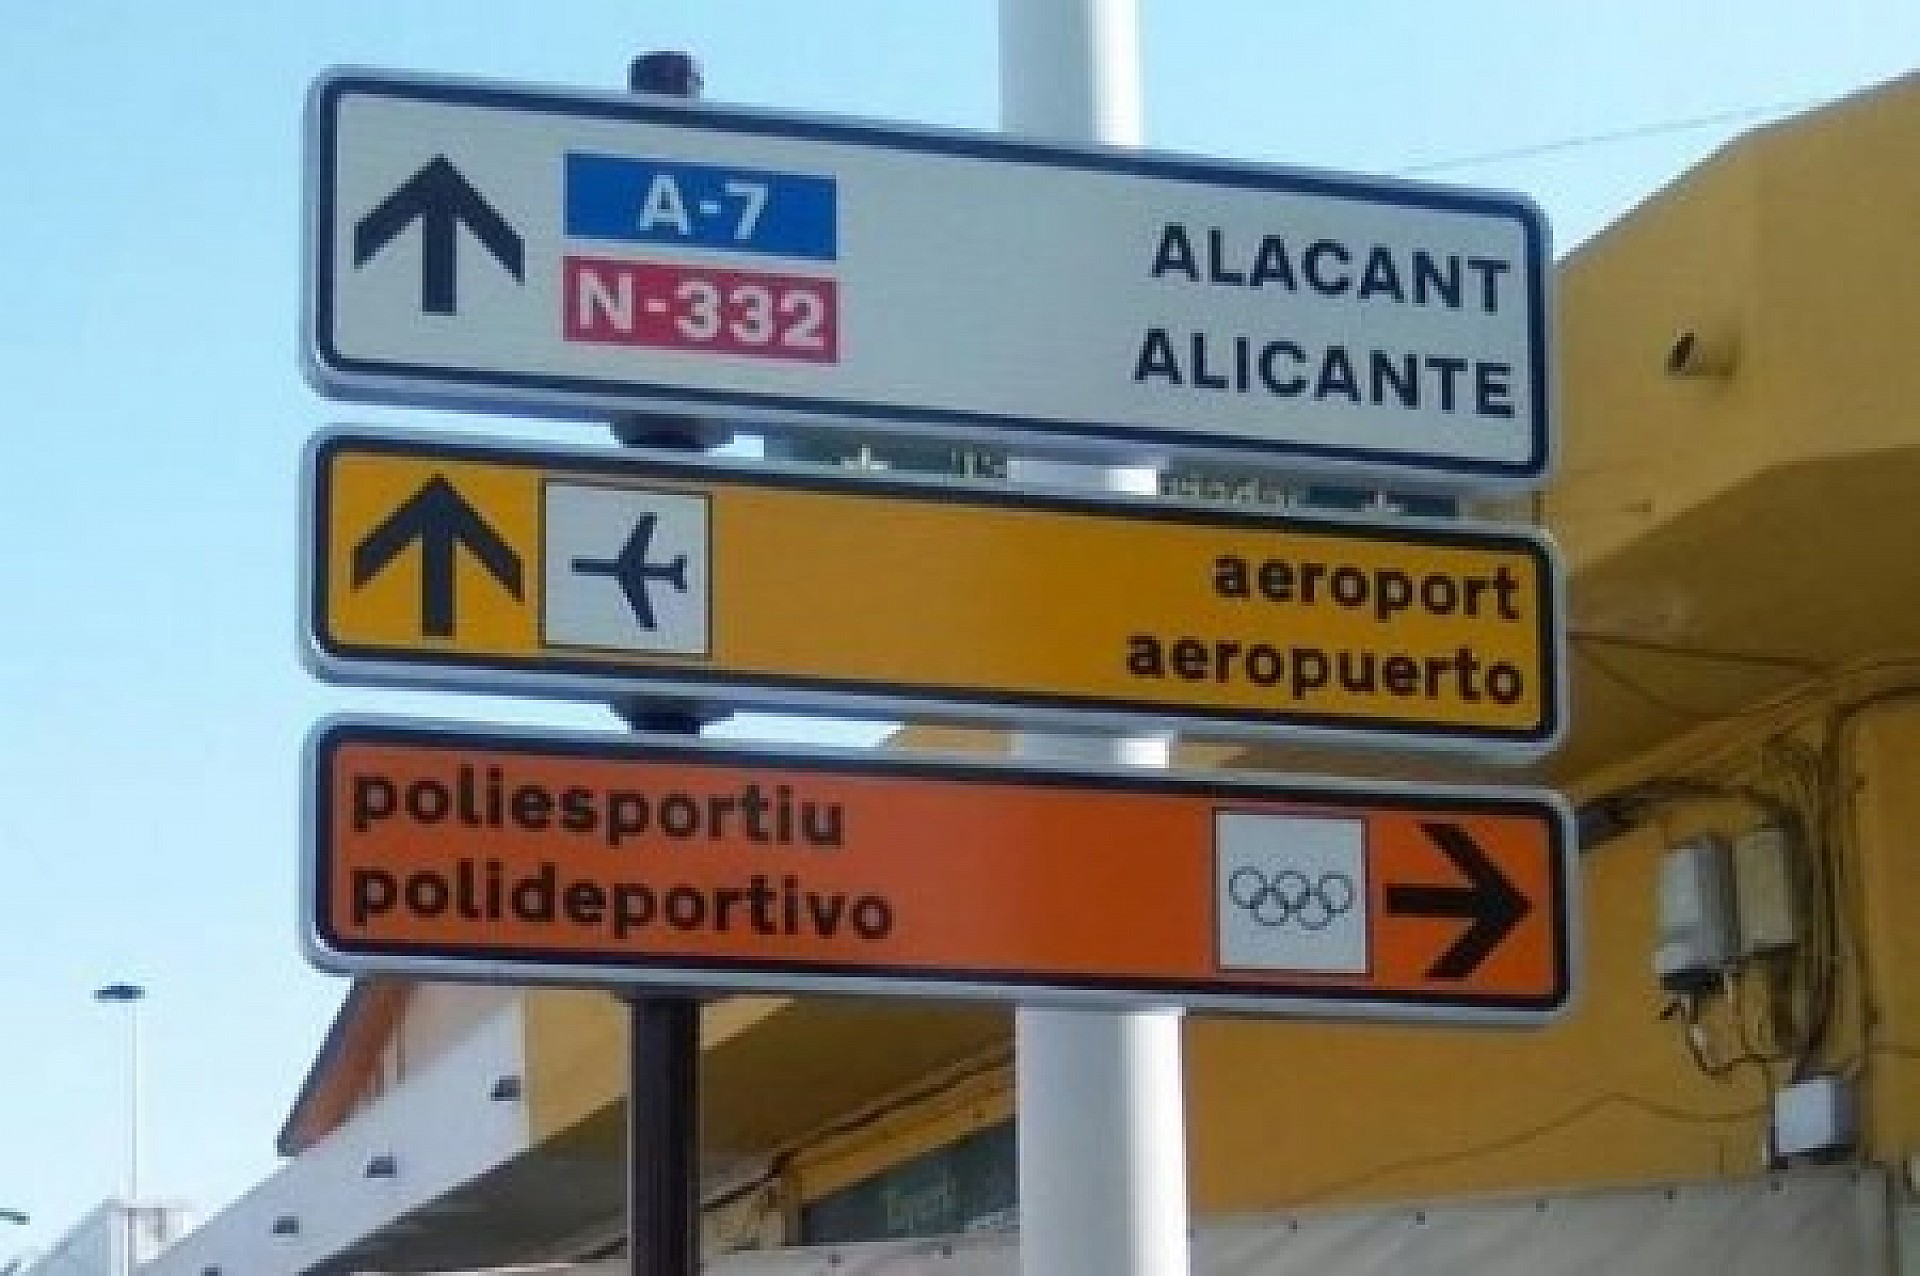 A-7
N-332
ALACANT
ALICANTE
aeroport
aeropuerto
poliesportiu
polideportivo